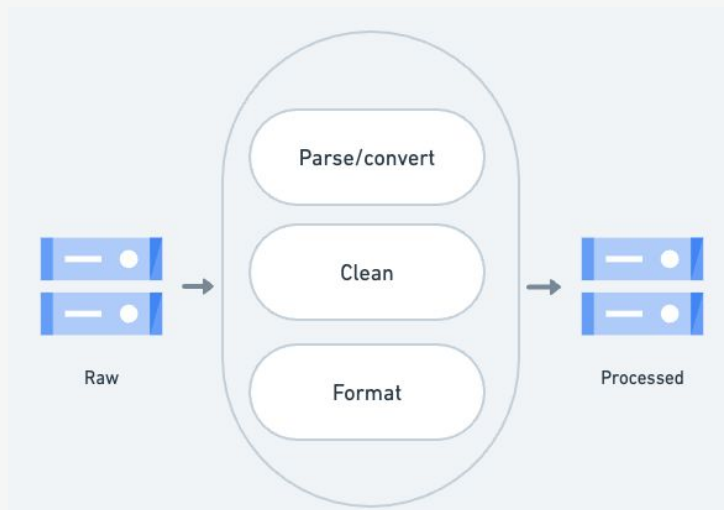 Parse/convert
Clean
Format
Raw
Processed